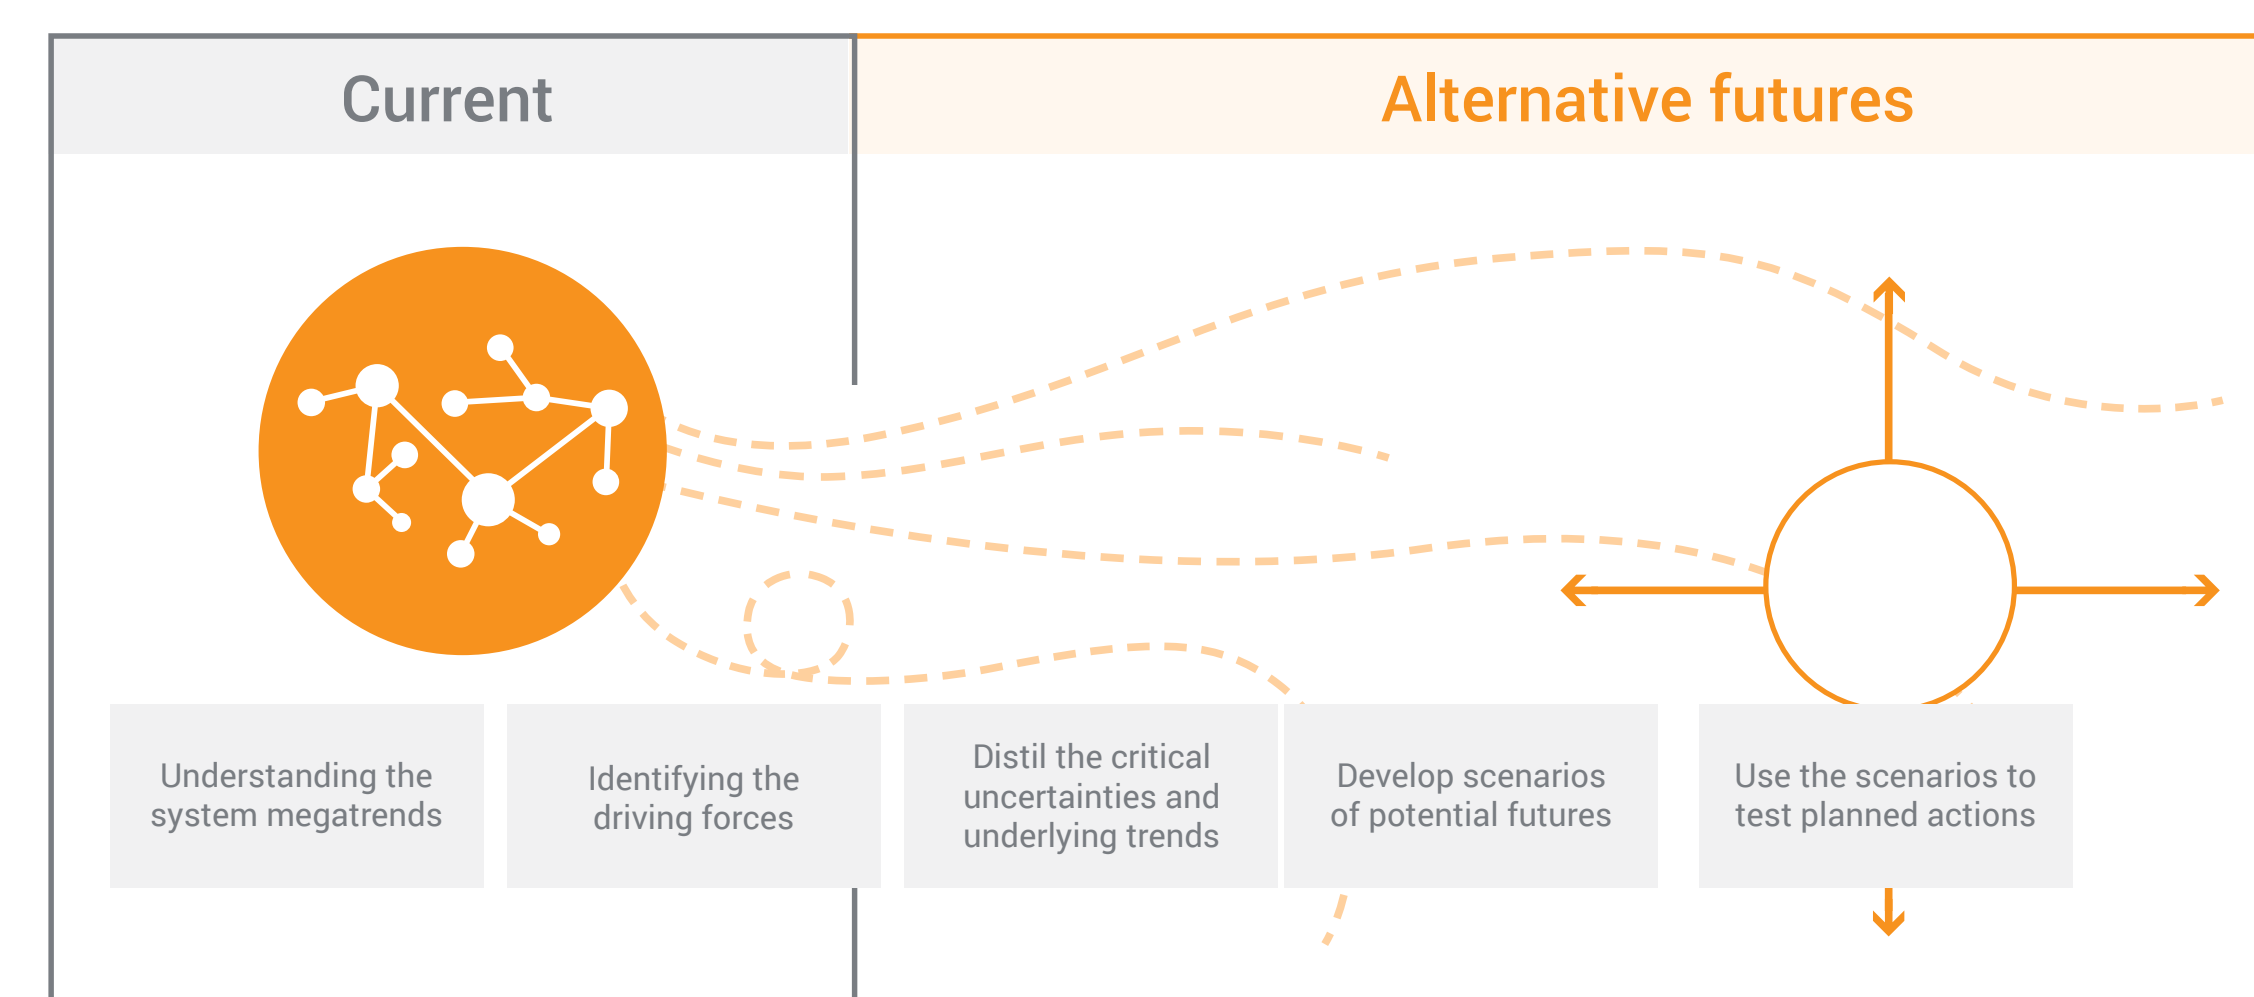 Current
Alternative futures
Understanding the
system megatrends
Identifying the
driving forces
Distil the critical
uncertainties and
underlying trends
Develop scenarios
of potential futures
Use the scenarios to
test planned actions